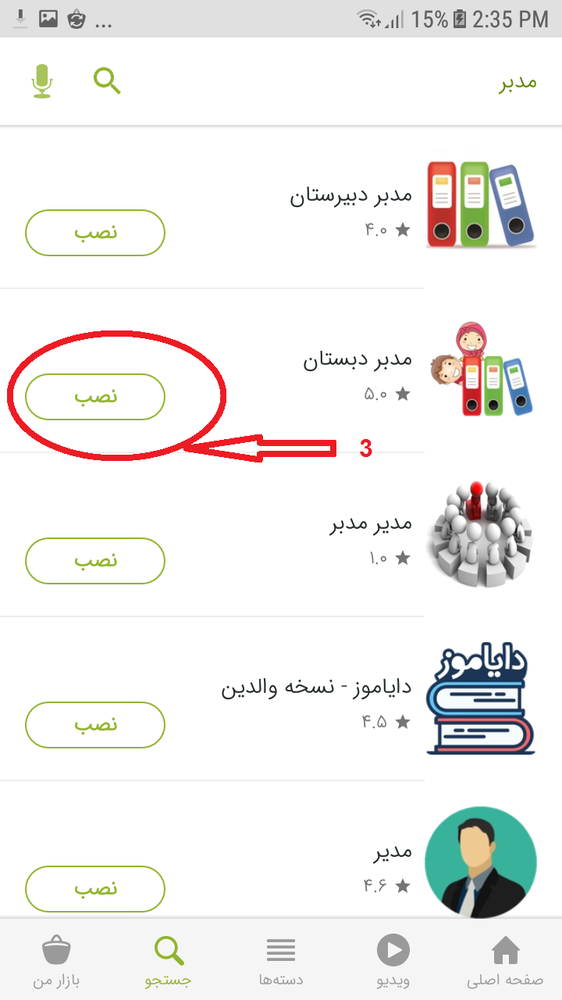 ... 15% 2:35 PM
مدبر
مدبر دبیرستان
۴.۰
نصب
مدبر دبستان
۵.۰
نصب
3
مدیر مدبر
۱.۰
نصب
دایاموز
دایاموز - نسخه والدین
۴.۵
نصب
مدیر
۴.۶
نصب
صفحه اصلی
ویدیو
دسته‌ها
جستجو
بازار من